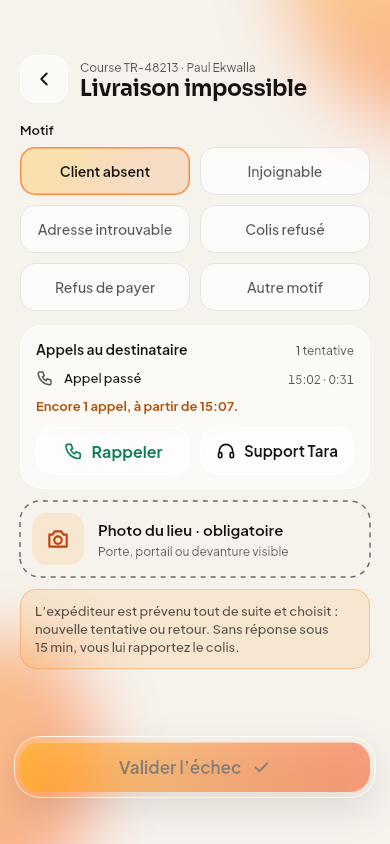 Course TR-48213 · Paul Ekwalla
Livraison impossible
Motif
Client absent
Injoignable
Adresse introuvable
Colis refusé
Refus de payer
Autre motif
Appels au destinataire
1 tentative
Appel passé
15:02 · 0:31
Encore 1 appel, à partir de 15:07.
Rappeler
Support Tara
Photo du lieu · obligatoire
Porte, portail ou devanture visible
L’expéditeur est prévenu tout de suite et choisit :
nouvelle tentative ou retour. Sans réponse sous
15 min, vous lui rapportez le colis.
Valider l’échec